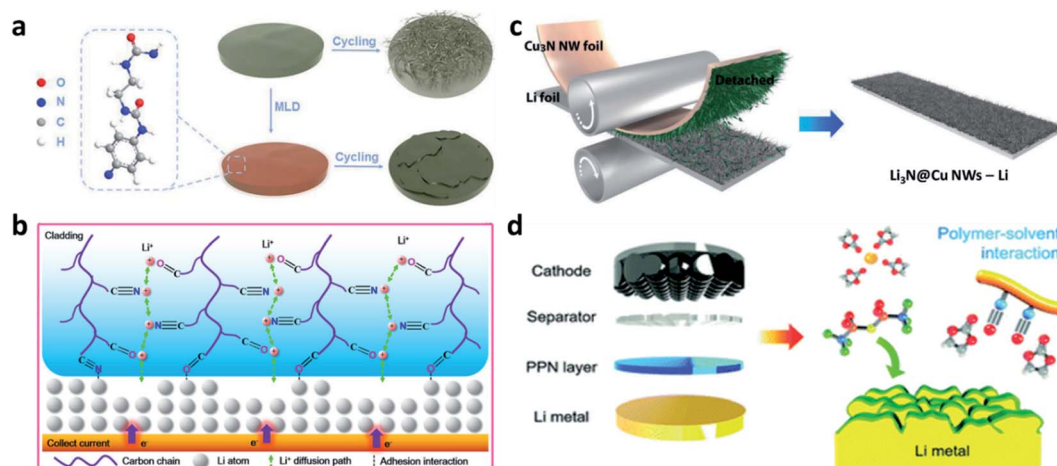 a
O
N
C
H
Cycling
MLD
Cycling
c
Cu₃N NW foil
Li foil
Detached
Li₃N@Cu NWs – Li
b
Cladding
Li⁺ Li⁺ Li⁺
O O O
C C C
C≡N C≡N C≡N
N≡C N≡C N≡C
C O C O C O
C N O O O
C C C
e⁻ e⁻ e⁻
Collect current
Carbon chain Li atom Li⁺ diffusion path Adhesion interaction
d
Cathode
Separator
PPN layer
Li metal
Polymer-solvent
interaction
Li metal